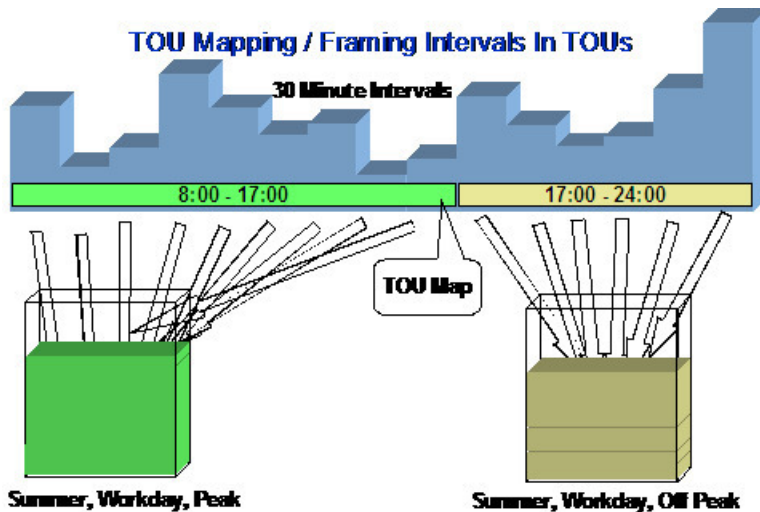 TOU Mapping / Framing Intervals In TOUs
30 Minute Intervals
8:00 - 17:00
17:00 - 24:00
TOU Map
Summer, Workday, Peak
Summer, Workday, Off Peak